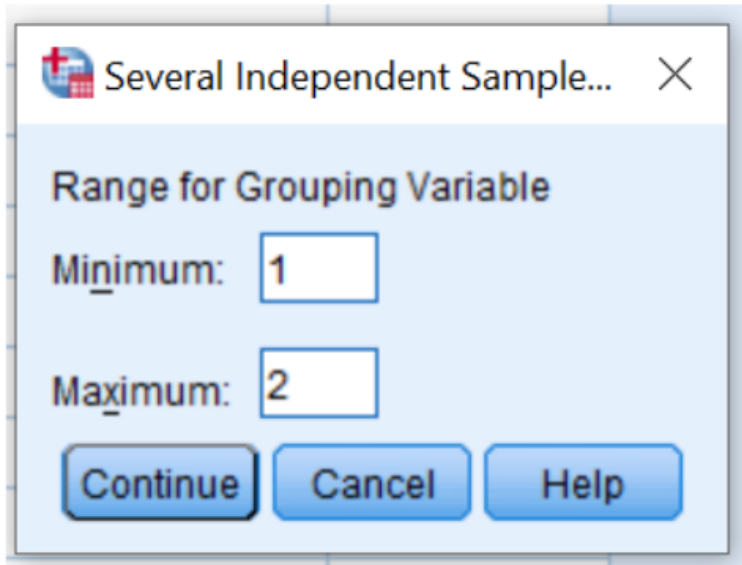 Several Independent Sample...
Range for Grouping Variable
Minimum: 1
Maximum: 2
Continue Cancel Help